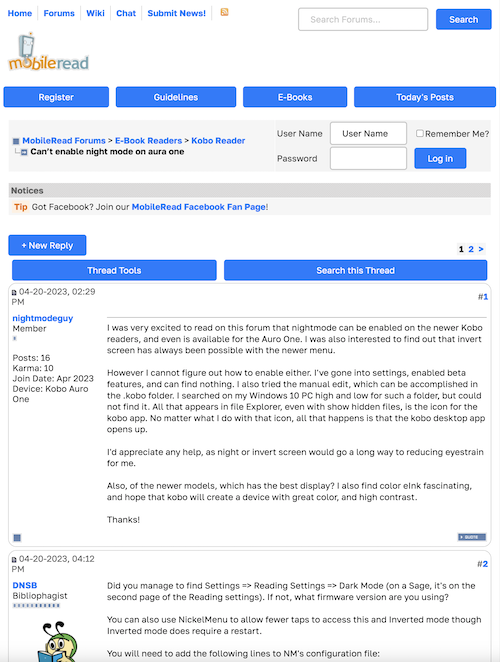 Home Forums Wiki Chat Submit News!
Search Forums... Search
mobileread
Register Guidelines E-Books Today's Posts
MobileRead Forums > E-Book Readers > Kobo Reader
Can't enable night mode on aura one
User Name User Name Remember Me?
Password Log in
Notices
Tip Got Facebook? Join our MobileRead Facebook Fan Page!
+ New Reply
1 2 >
Thread Tools Search this Thread
04-20-2023, 02:29
PM
#1
nightmodeguy
Member
Posts: 16
Karma: 10
Join Date: Apr 2023
Device: Kobo Auro
One
I was very excited to read on this forum that nightmode can be enabled on the newer Kobo
readers, and even is available for the Auro One. I was also interested to find out that invert
screen has always been possible with the newer menu.
However I cannot figure out how to enable either. I've gone into settings, enabled beta
features, and can find nothing. I also tried the manual edit, which can be accomplished in
the .kobo folder. I searched on my Windows 10 PC high and low for such a folder, but could
not find it. All that appears in file Explorer, even with show hidden files, is the icon for the
kobo app. No matter what I do with that icon, all that happens is that the kobo desktop app
opens up.
I'd appreciate any help, as night or invert screen would go a long way to reducing eyestrain
for me.
Also, of the newer models, which has the best display? I also find color eInk fascinating,
and hope that kobo will create a device with great color, and high contrast.
Thanks!
QUOTE
04-20-2023, 04:12
PM
#2
DNSB
Bibliophagist
Did you manage to find Settings => Reading Settings => Dark Mode (on a Sage, it's on the
second page of the Reading settings). If not, what firmware version are you using?
You can also use NickelMenu to allow fewer taps to access this and Inverted mode though
Inverted mode does require a restart.
You will need to add the following lines to NM's configuration file: